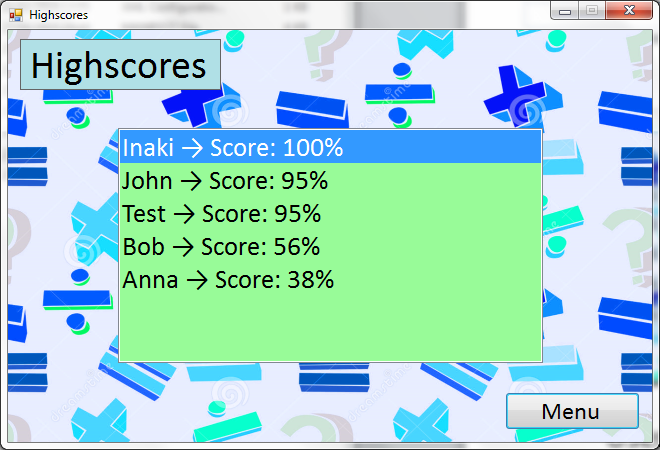 Highscores
Highscores
Inaki → Score: 100%
John → Score: 95%
Test → Score: 95%
Bob → Score: 56%
Anna → Score: 38%
Menu